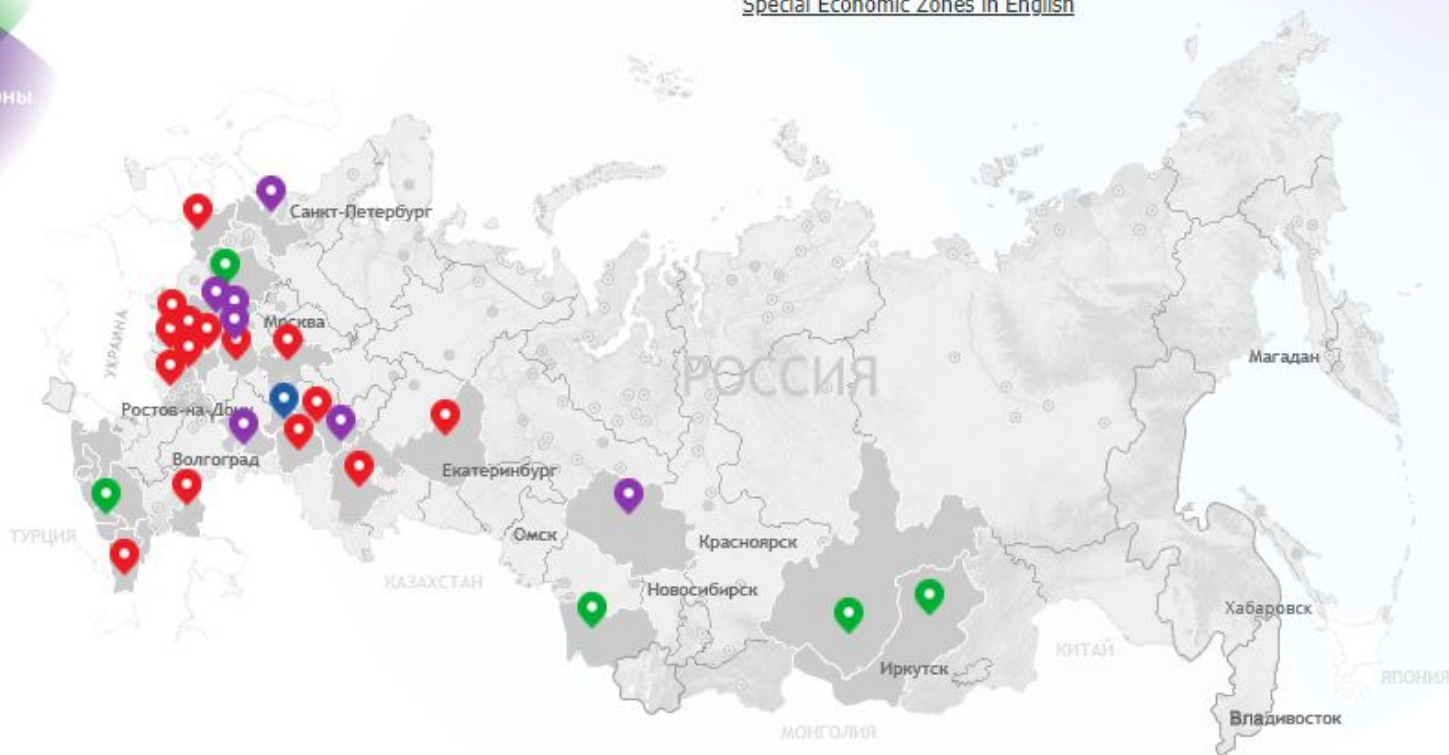 Special Economic Zones in English
ны
Санкт-Петербург
УКРАИНА
Москва
РОССИЯ
Магадан
Ростов-на-Дону
Волгоград
Екатеринбург
ТУРЦИЯ
Омск
Красноярск
КАЗАХСТАН
Новосибирск
Хабаровск
КИТАЙ
Иркутск
ЯПОНИЯ
Владивосток
МОНГОЛИЯ